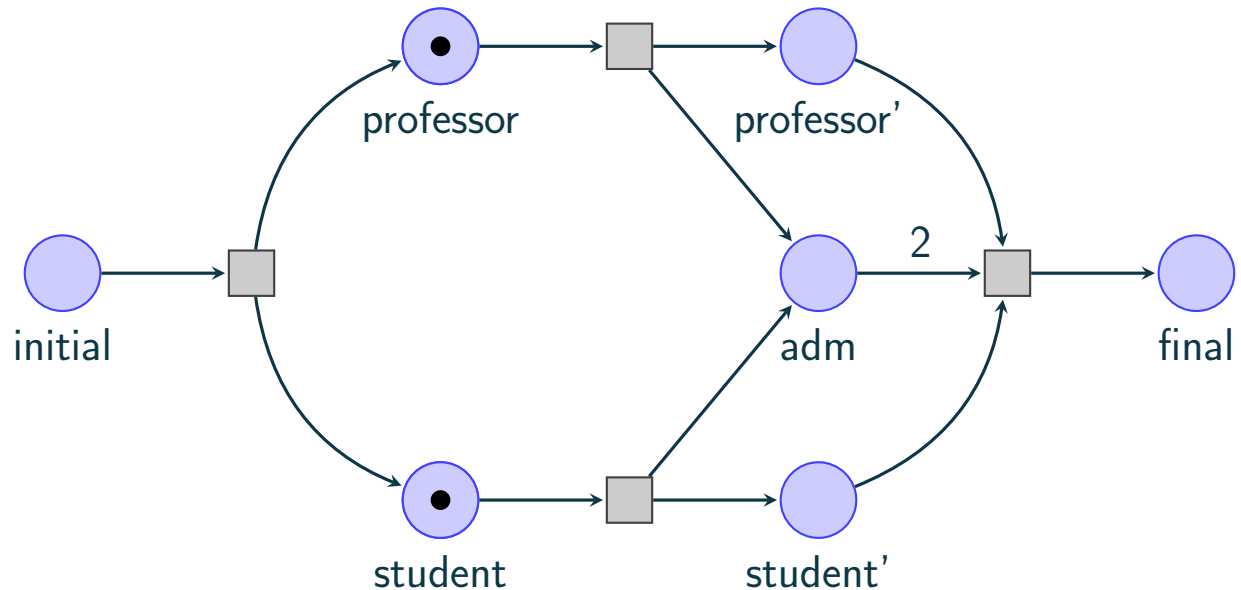 professor
professor'
2
initial
adm
final
student
student'